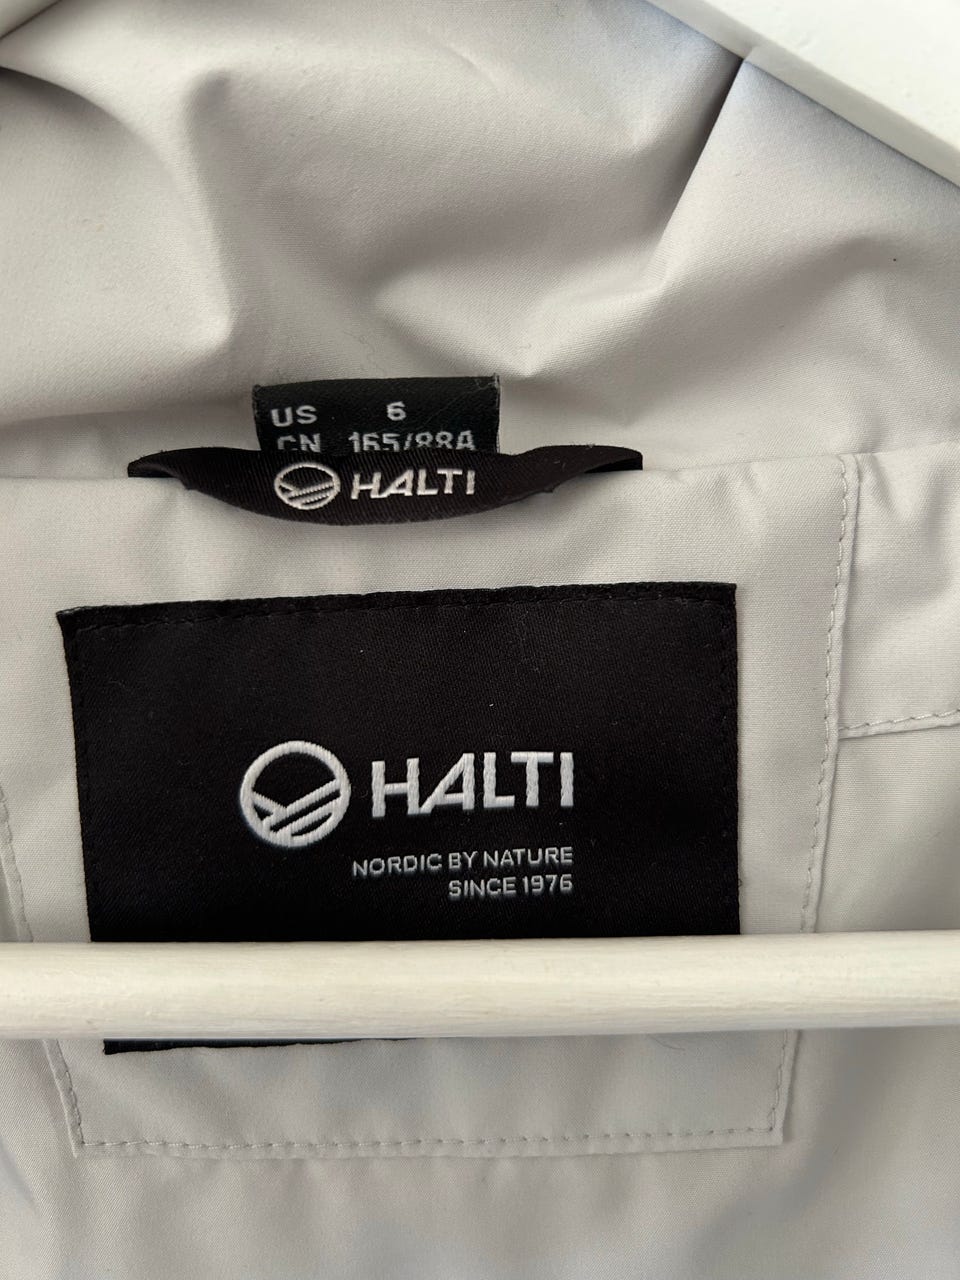 US 6
CN 165/88A
HALTI
HALTI
NORDIC BY NATURE
SINCE 1976